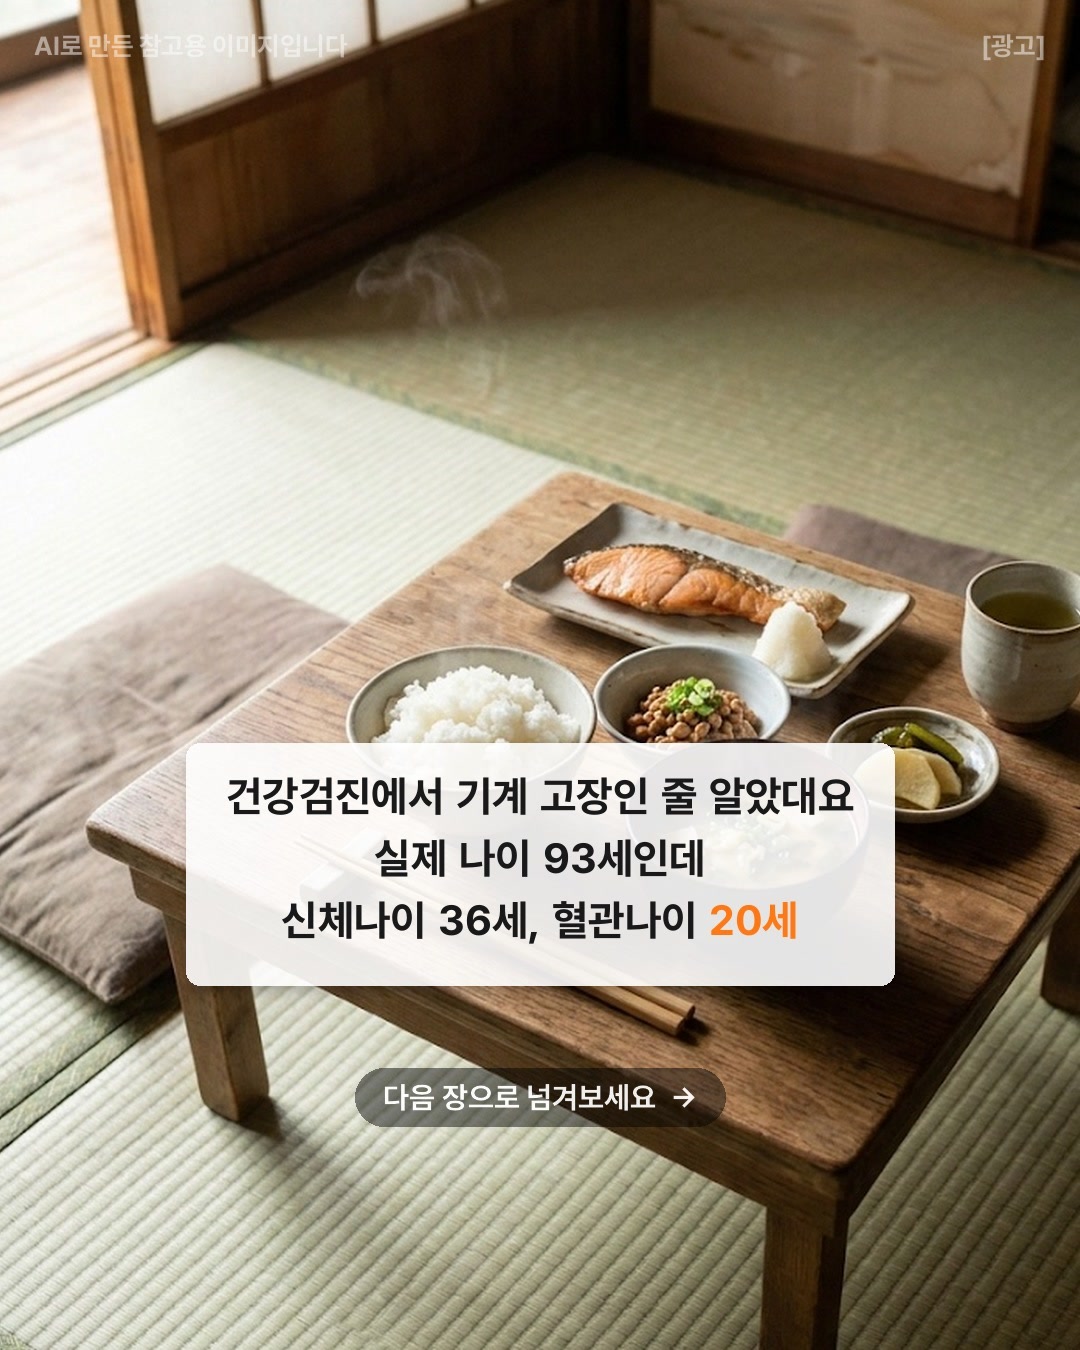 AI로 만든 참고용 이미지입니다
[광고]
건강검진에서 기계 고장인 줄 알았대요
실제 나이 93세인데
신체나이 36세, 혈관나이 20세
다음 장으로 넘겨보세요 →